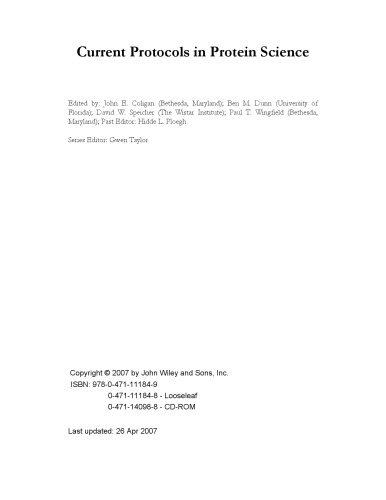 Current Protocols in Protein Science
Edited by: John E. Coligan (Bethesda, Maryland); Ben M. Dunn (University of
Florida); David W. Speicher (The Wistar Institute); Paul T. Wingfield (Bethesda,
Maryland); Past Editor: Hidde L. Ploegh
Series Editor: Gwen Taylor
Copyright © 2007 by John Wiley and Sons, Inc.
ISBN: 978-0-471-11184-9
0-471-11184-8 - Looseleaf
0-471-14098-8 - CD-ROM
Last updated: 26 Apr 2007